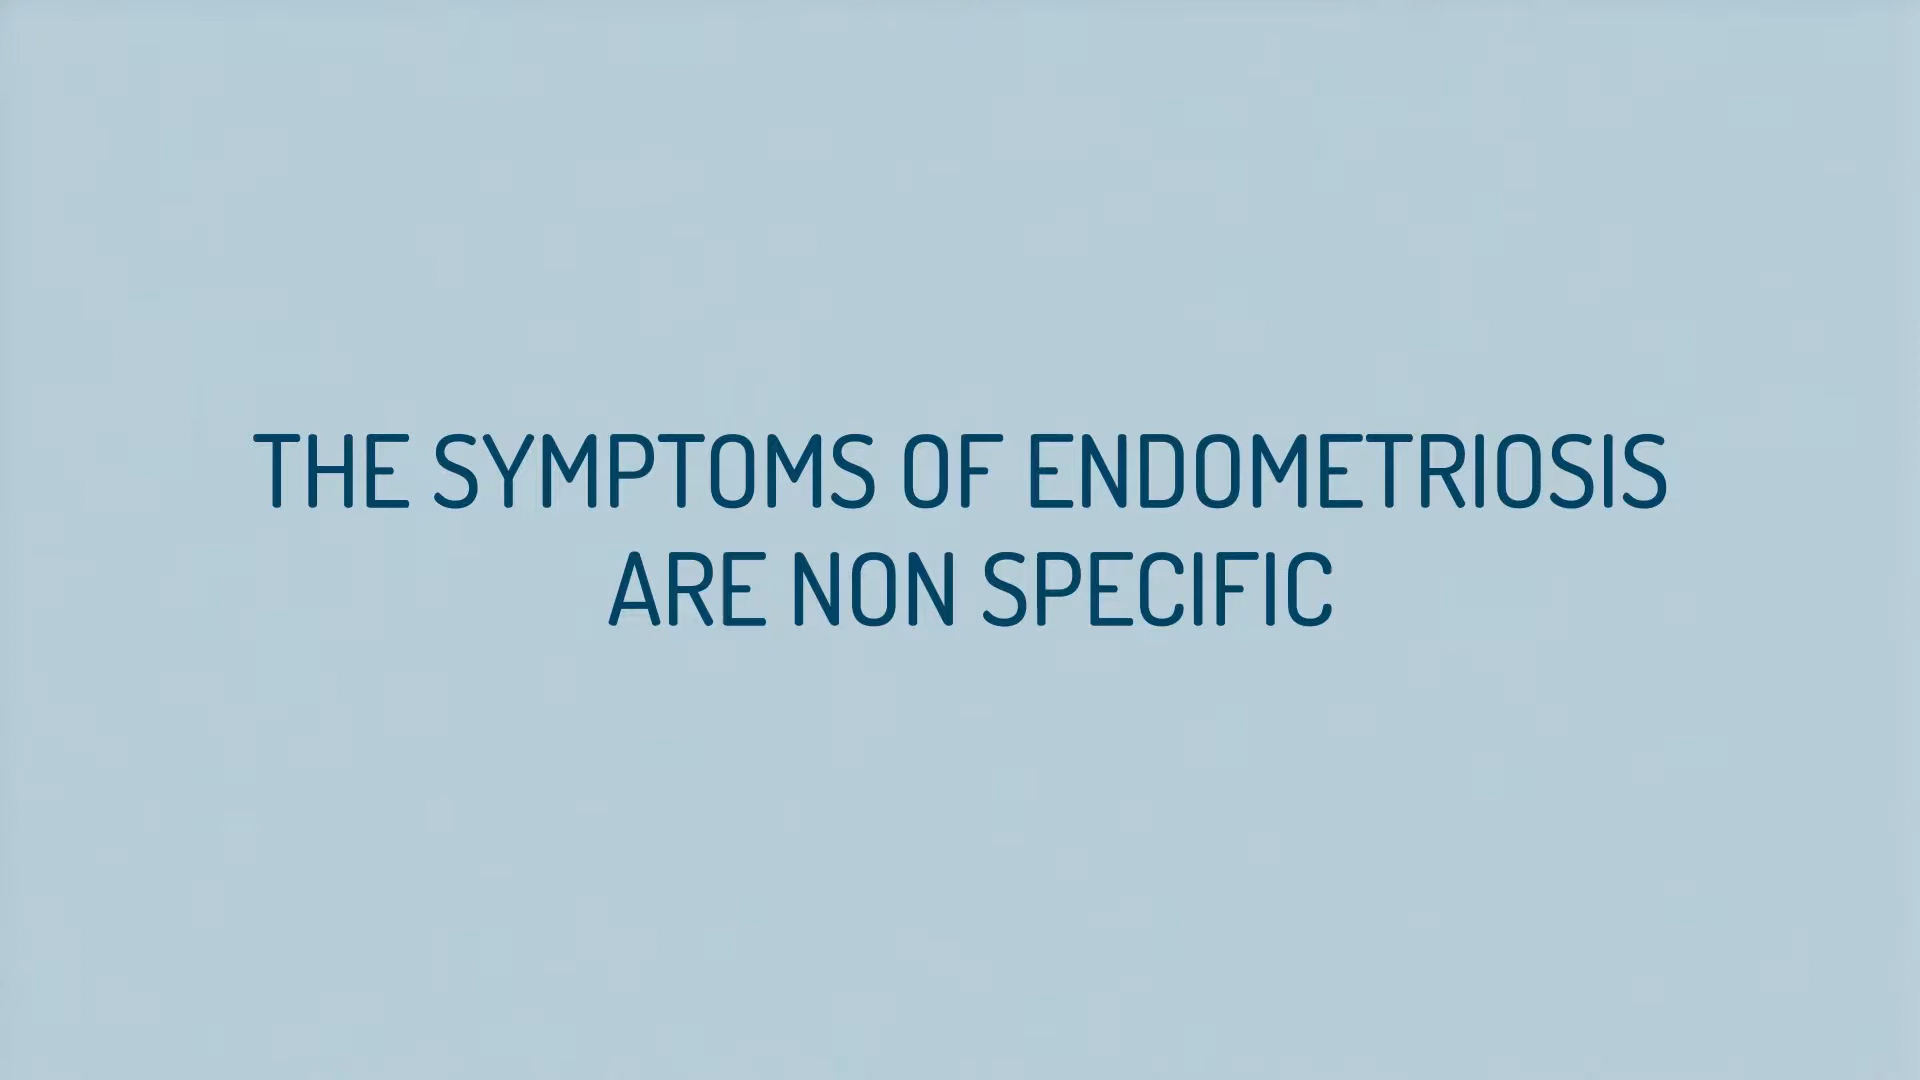 THE SYMPTOMS OF ENDOMETRIOSIS
ARE NON SPECIFIC